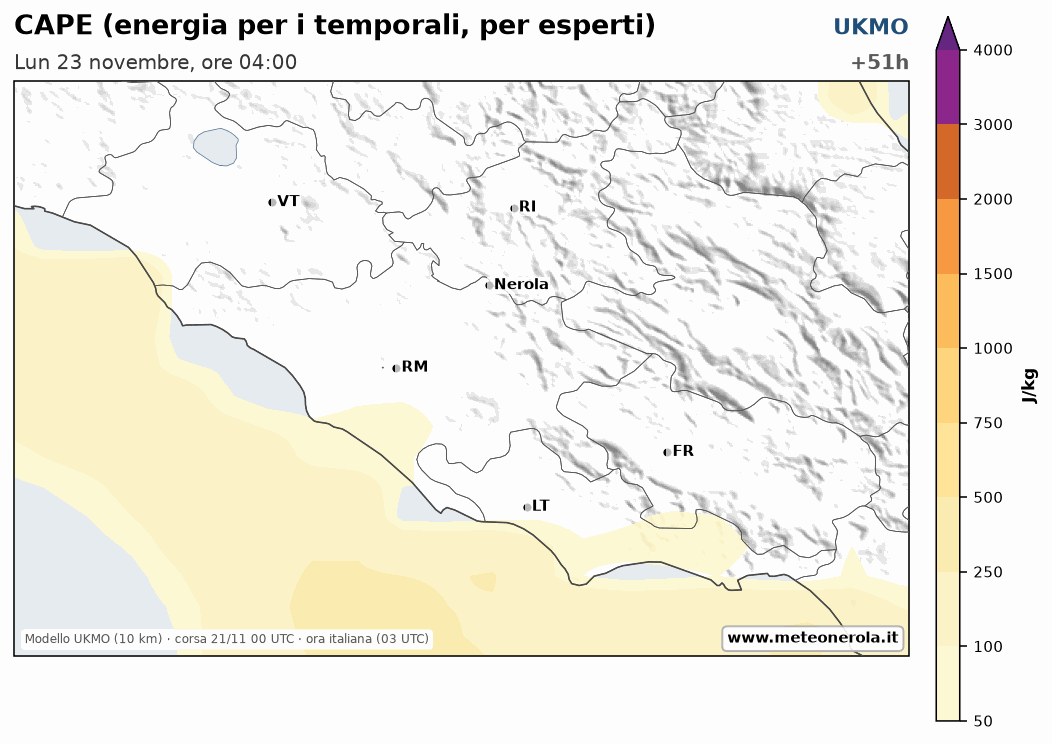 CAPE (energia per i temporali, per esperti)
UKMO
Lun 23 novembre, ore 04:00
+51h
VT
RI
Nerola
RM
FR
LT
4000
3000
2000
1500
1000
750
500
250
100
50
J/kg
Modello UKMO (10 km) · corsa 21/11 00 UTC · ora italiana (03 UTC)
www.meteonerola.it